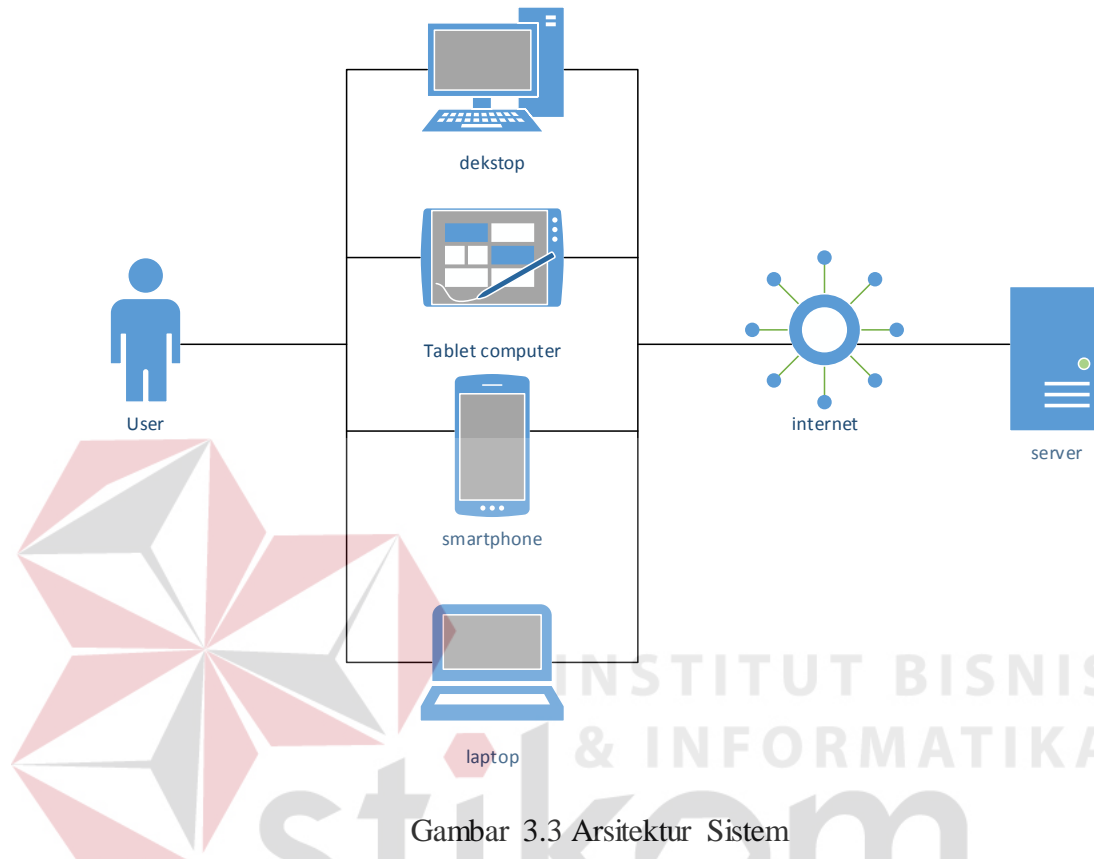 dekstop
Tablet computer
User
internet
server
smartphone
laptop
INSTITUT BISNIS
& INFORMATIKA
stikom
Gambar 3.3 Arsitektur Sistem